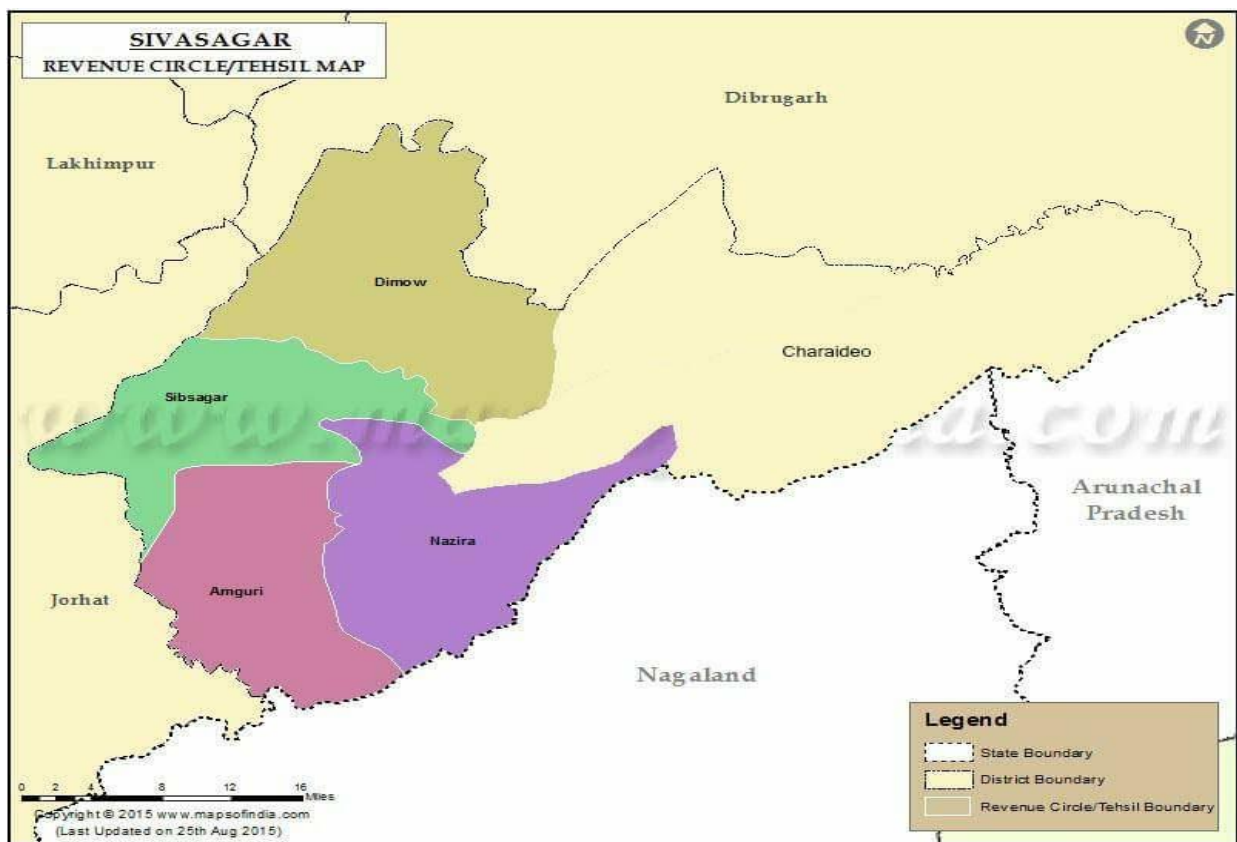 SIVASAGAR
REVENUE CIRCLE/TEHSIL MAP
N
Dibrugarh
Lakhimpur
Dimow
Charaideo
Sibsagar
Arunachal
Pradesh
Nazira
Amguri
Jorhat
Nagaland
Legend
State Boundary
District Boundary
Revenue Circle/Tehsil Boundary
0 2 4 8 12 16
Miles
Copyright © 2015 www.mapsofindia.com
(Last Updated on 25th Aug 2015)